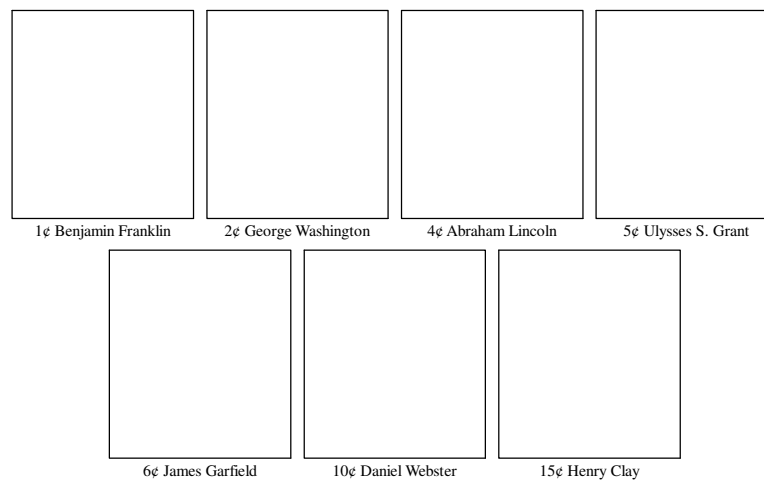 1¢ Benjamin Franklin
2¢ George Washington
4¢ Abraham Lincoln
5¢ Ulysses S. Grant
6¢ James Garfield
10¢ Daniel Webster
15¢ Henry Clay